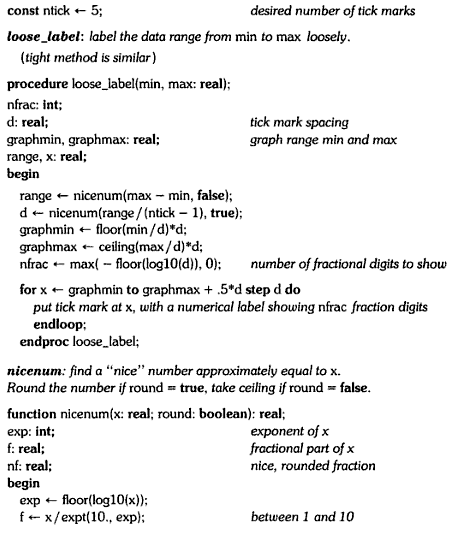 const ntick ← 5; desired number of tick marks
loose_label: label the data range from min to max loosely.
(tight method is similar)
procedure loose_label(min, max: real);
nfrac: int;
d: real; tick mark spacing
graphmin, graphmax: real; graph range min and max
range, x: real;
begin
range ← nicenum(max − min, false);
d ← nicenum(range/(ntick − 1), true);
graphmin ← floor(min/d)*d;
graphmax ← ceiling(max/d)*d;
nfrac ← max( − floor(log10(d)), 0); number of fractional digits to show
for x ← graphmin to graphmax + .5*d step d do
put tick mark at x, with a numerical label showing nfrac fraction digits
endloop;
endproc loose_label;
nicenum: find a “nice” number approximately equal to x.
Round the number if round = true, take ceiling if round = false.
function nicenum(x: real; round: boolean): real;
exp: int; exponent of x
f: real; fractional part of x
nf: real; nice, rounded fraction
begin
exp ← floor(log10(x));
f ← x/expt(10., exp); between 1 and 10